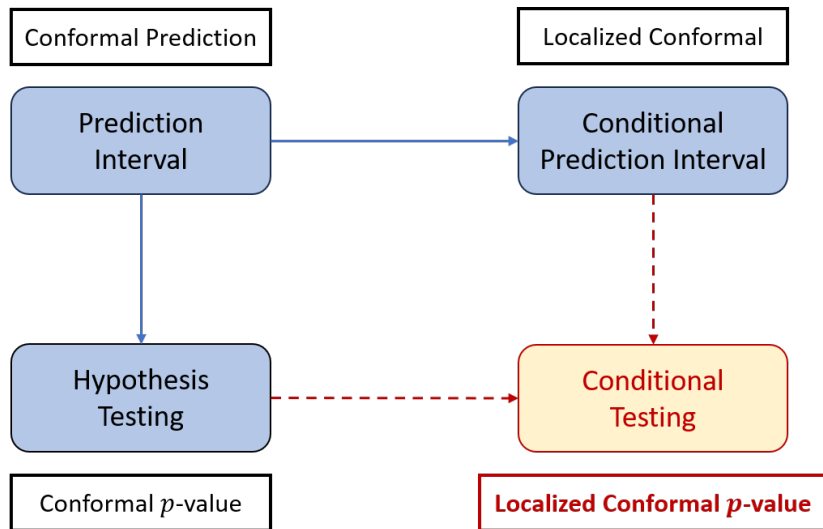 Conformal Prediction
Localized Conformal
Prediction
Interval
Conditional
Prediction Interval
Hypothesis
Testing
Conditional
Testing
Conformal p-value
Localized Conformal p-value